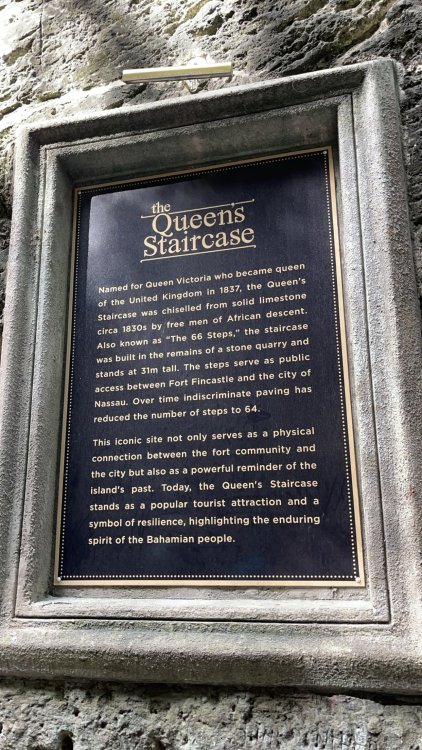 the
Queen's
Staircase
Named for Queen Victoria who became queen
of the United Kingdom in 1837, the Queen's
Staircase was chiselled from solid limestone
circa 1830s by free men of African descent.
Also known as "The 66 Steps," the staircase
was built in the remains of a stone quarry and
stands at 31m tall. The steps serve as public
access between Fort Fincastle and the city of
Nassau. Over time indiscriminate paving has
reduced the number of steps to 64.
This iconic site not only serves as a physical
connection between the fort community and
the city but also as a powerful reminder of the
island's past. Today, the Queen's Staircase
stands as a popular tourist attraction and a
symbol of resilience, highlighting the enduring
spirit of the Bahamian people.